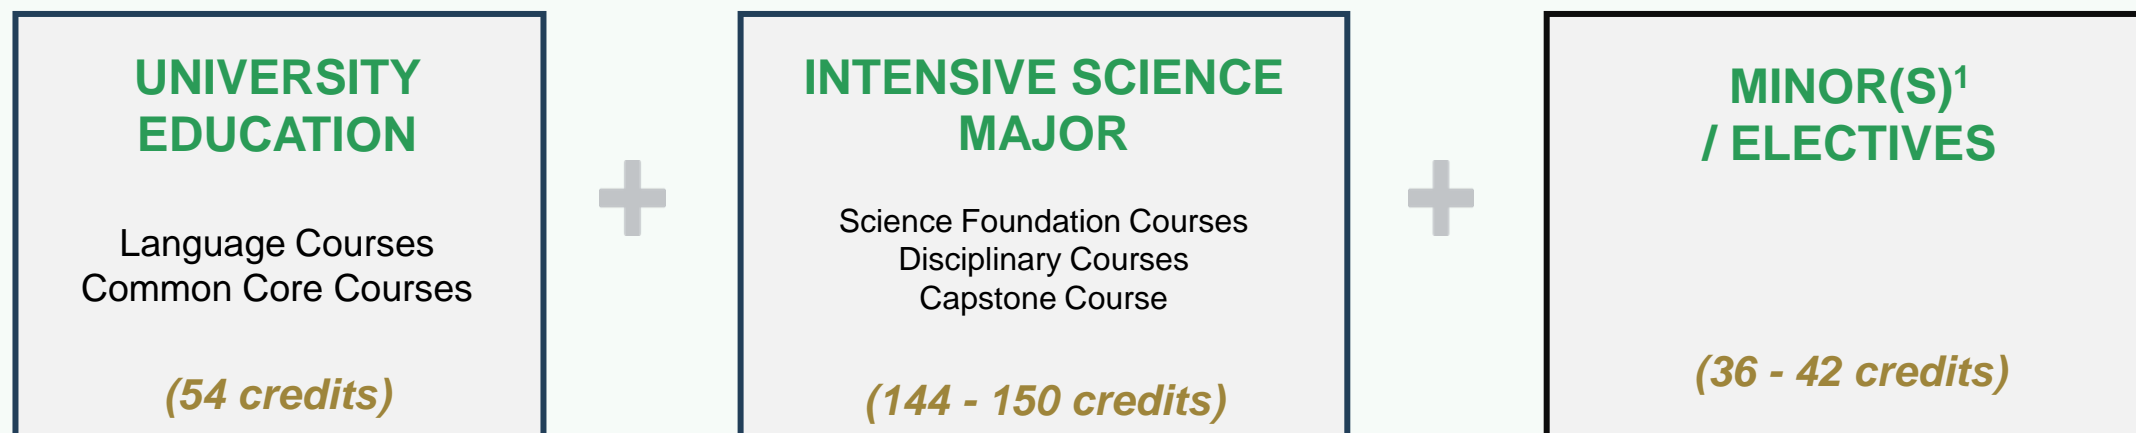 UNIVERSITY
EDUCATION
Language Courses
Common Core Courses
(54 credits)
INTENSIVE SCIENCE
MAJOR
Science Foundation Courses
Disciplinary Courses
Capstone Course
(144 - 150 credits)
MINOR(S)¹
/ ELECTIVES
(36 - 42 credits)